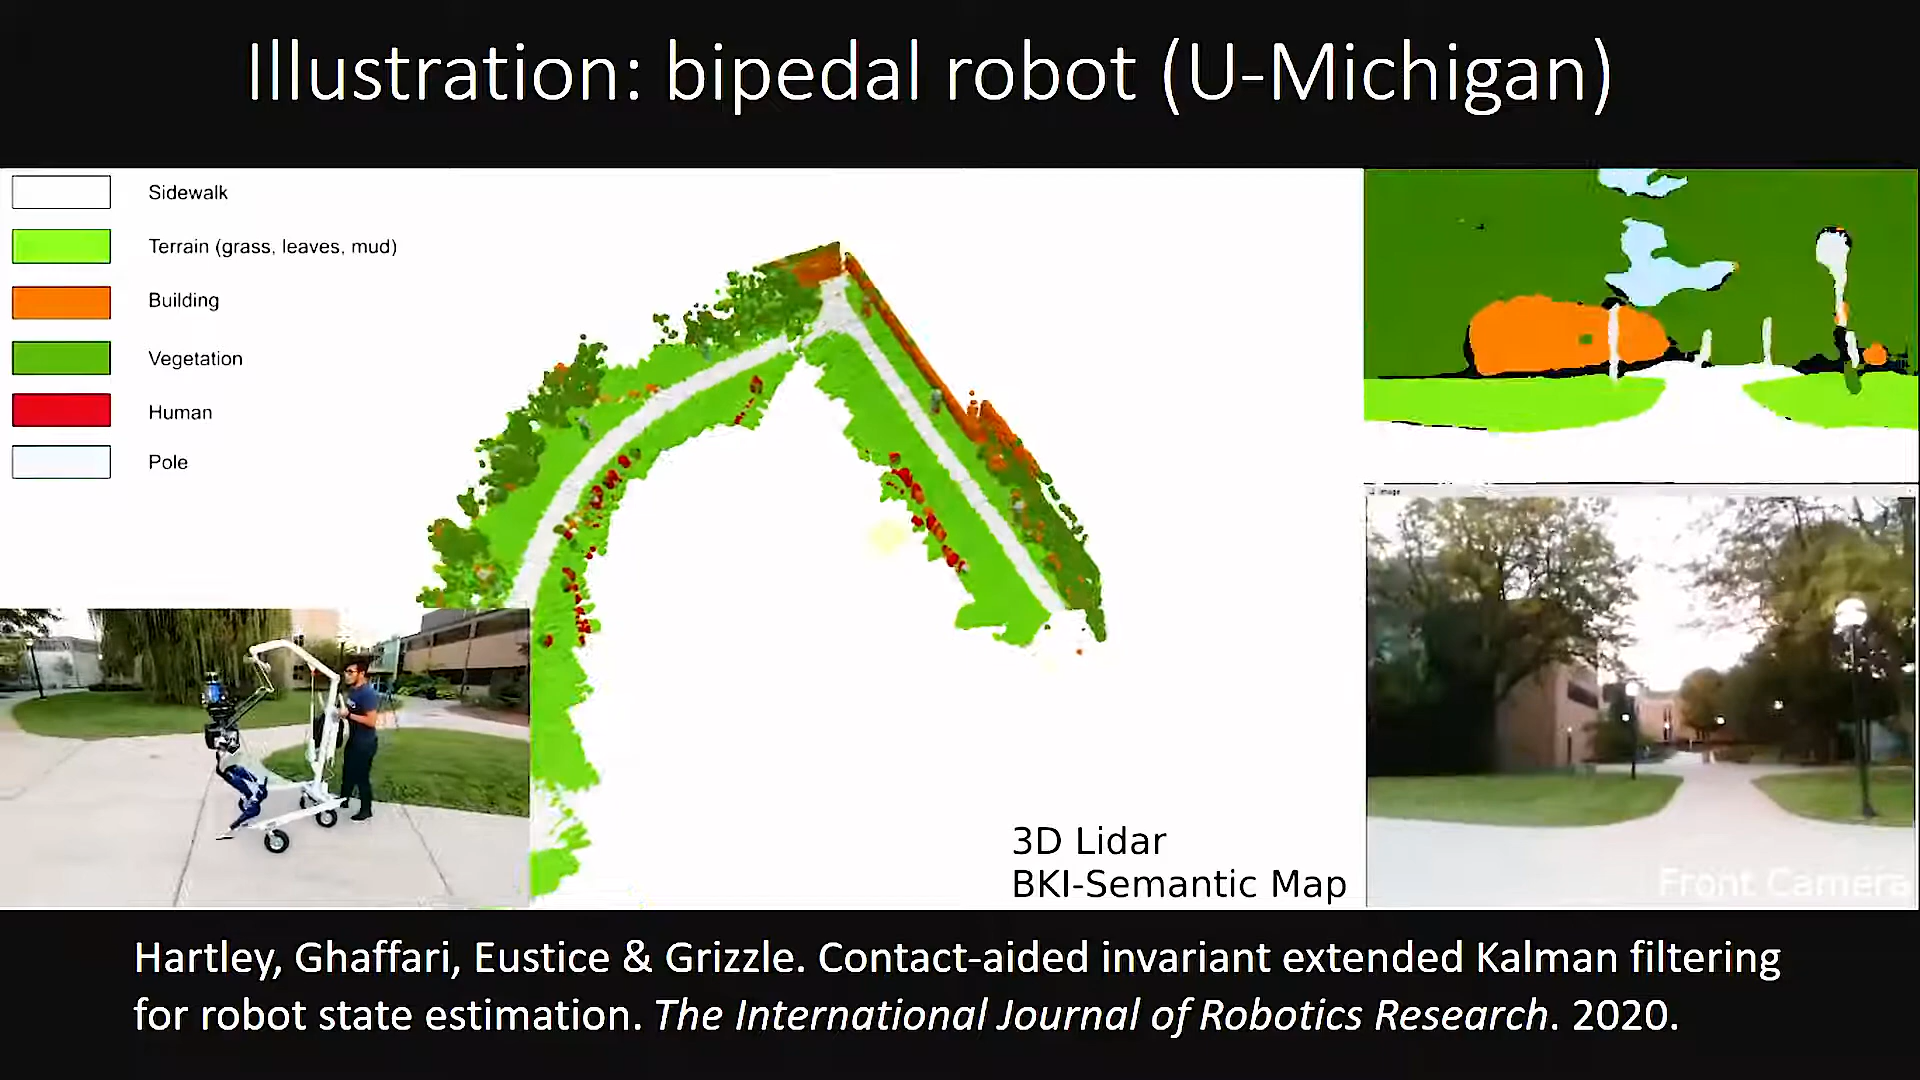 Illustration: bipedal robot (U-Michigan)
Sidewalk
Terrain (grass, leaves, mud)
Building
Vegetation
Human
Pole
image
3D Lidar
BKI-Semantic Map
Front Camera
Hartley, Ghaffari, Eustice & Grizzle. Contact-aided invariant extended Kalman filtering
for robot state estimation. The International Journal of Robotics Research. 2020.